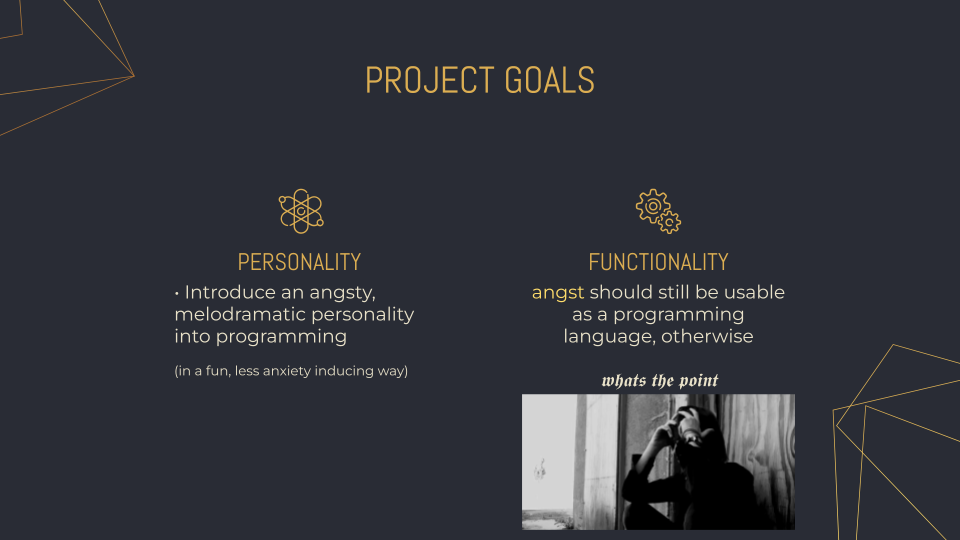 PROJECT GOALS
PERSONALITY
• Introduce an angsty,
melodramatic personality
into programming
(in a fun, less anxiety inducing way)
FUNCTIONALITY
angst should still be usable
as a programming
language, otherwise
whats the point